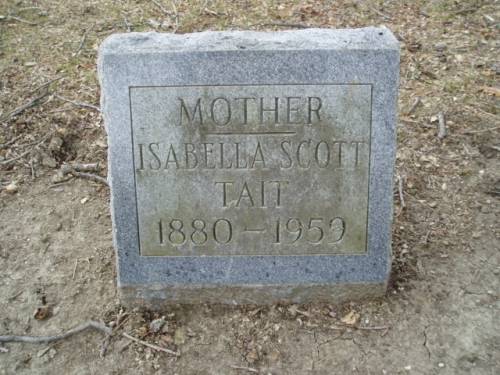 MOTHER
ISABELLA SCOTT
TAIT
1880 - 1959